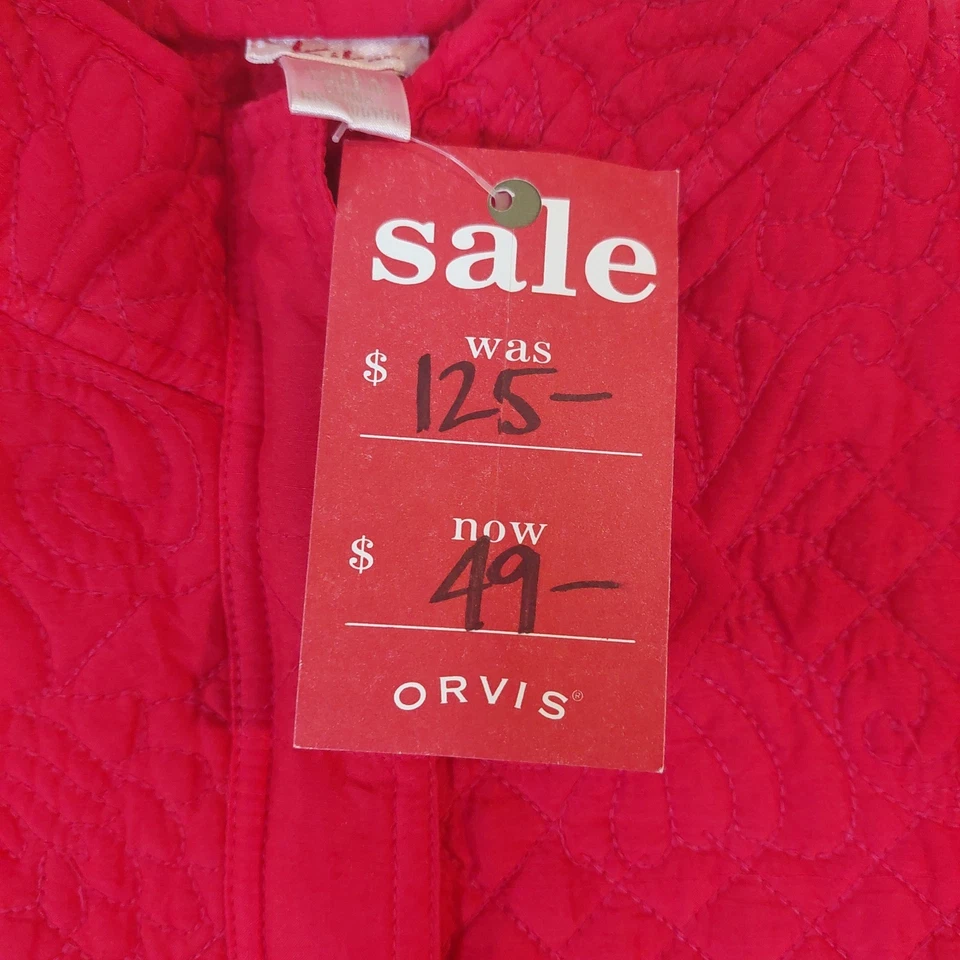 sale
was
$ 125-
now
$ 49-
ORVIS®